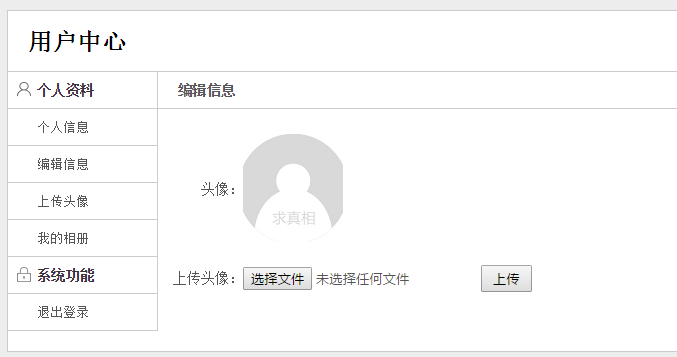 用户中心
个人资料
个人信息
编辑信息
上传头像
我的相册
系统功能
退出登录
编辑信息
头像：
求真相
上传头像： 选择文件 未选择任何文件 上传